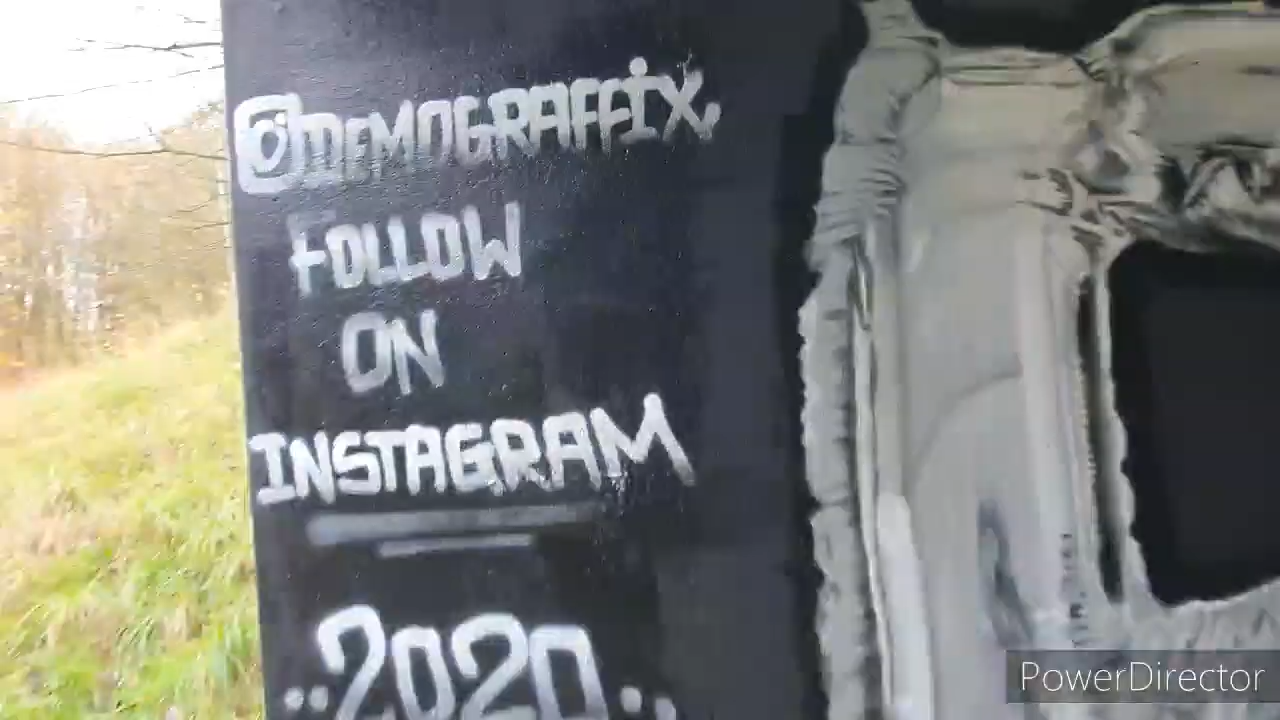 @DEMOGRAFFIX,
FOLLOW
ON
INSTAGRAM
..2020..
PowerDirector